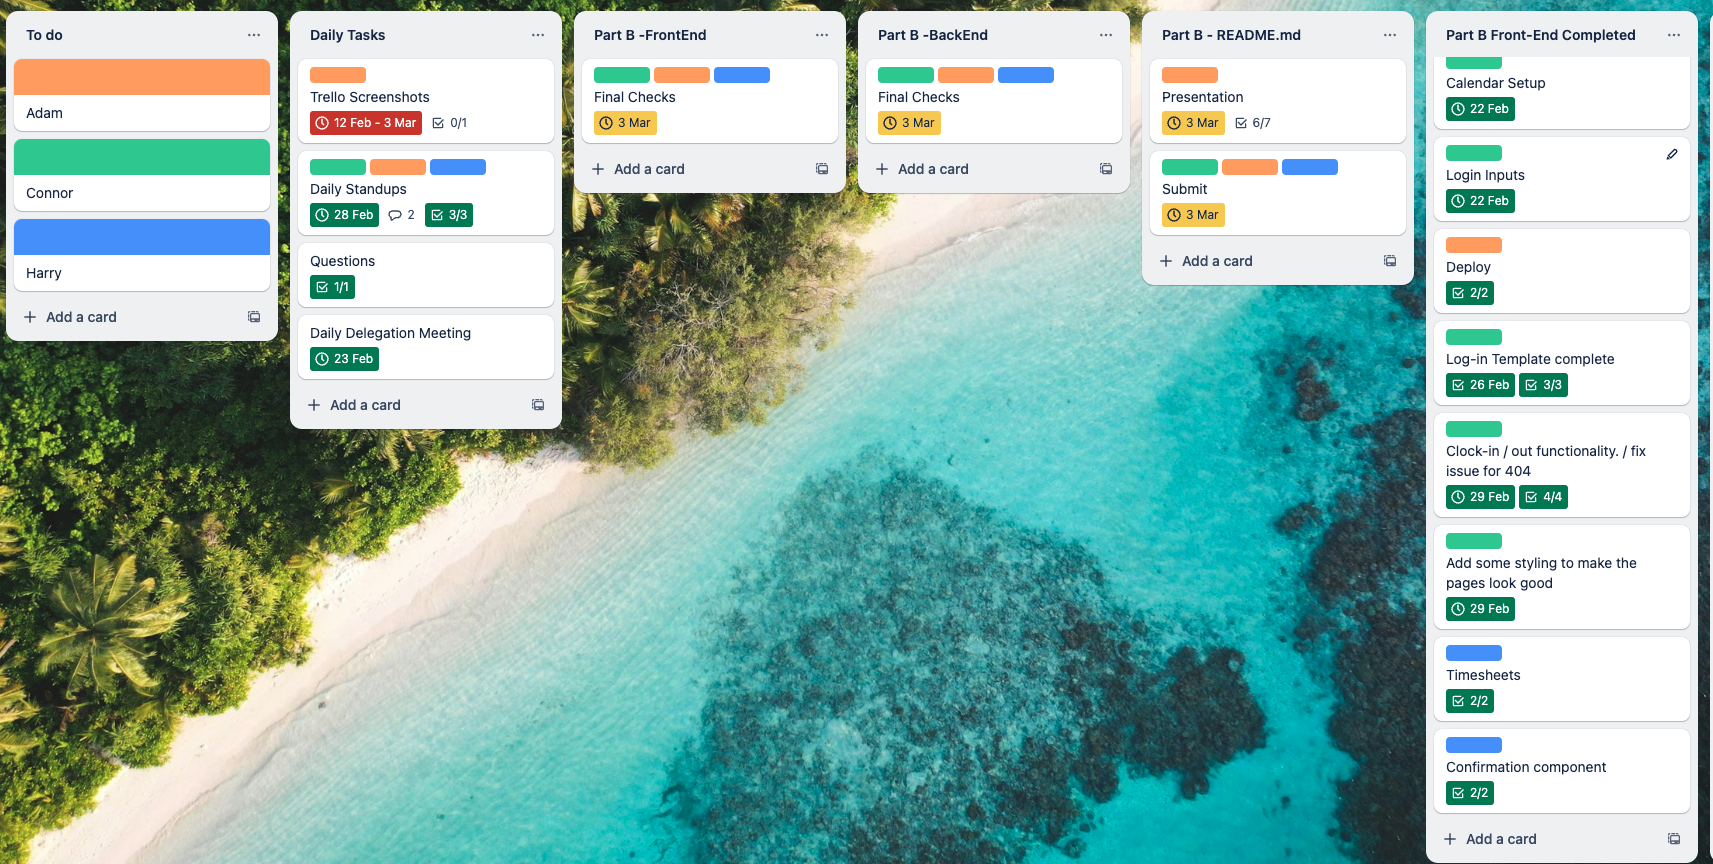 To do
Adam
Connor
Harry
Add a card
Daily Tasks
Trello Screenshots
12 Feb - 3 Mar 0/1
Daily Standups
28 Feb 2 3/3
Questions
1/1
Daily Delegation Meeting
23 Feb
Add a card
Part B -FrontEnd
Final Checks
3 Mar
Add a card
Part B -BackEnd
Final Checks
3 Mar
Add a card
Part B - README.md
Presentation
3 Mar 6/7
Submit
3 Mar
Add a card
Part B Front-End Completed
Calendar Setup
22 Feb
Login Inputs
22 Feb
Deploy
2/2
Log-in Template complete
26 Feb 3/3
Clock-in / out functionality. / fix
issue for 404
29 Feb 4/4
Add some styling to make the
pages look good
29 Feb
Timesheets
2/2
Confirmation component
2/2
Add a card